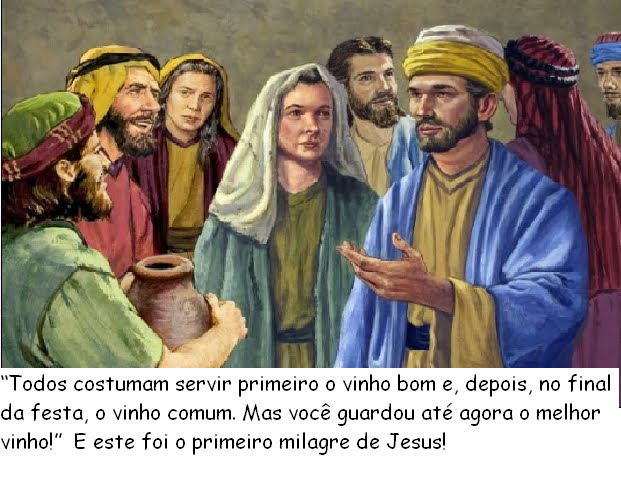 “Todos costumam servir primeiro o vinho bom e, depois, no final
da festa, o vinho comum. Mas você guardou até agora o melhor
vinho!”  E este foi o primeiro milagre de Jesus!